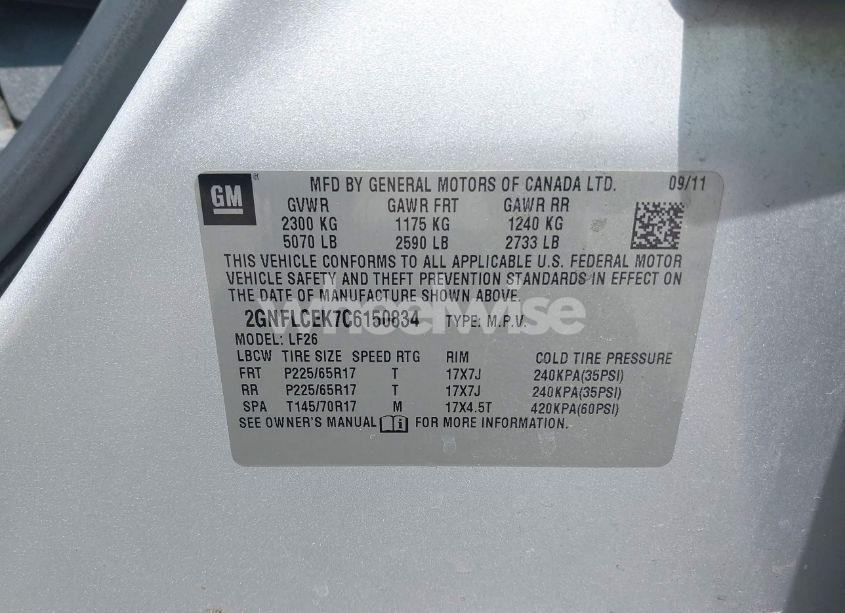 GM
MFD BY GENERAL MOTORS OF CANADA LTD. 09/11
GVWR GAWR FRT GAWR RR
2300 KG 1175 KG 1240 KG
5070 LB 2590 LB 2733 LB
THIS VEHICLE CONFORMS TO ALL APPLICABLE U.S. FEDERAL MOTOR
VEHICLE SAFETY AND THEFT PREVENTION STANDARDS IN EFFECT ON
THE DATE OF MANUFACTURE SHOWN ABOVE.
2GNFLCEK7C6150834 TYPE: M.P.V.
wheelwise
MODEL: LF26
LBCW TIRE SIZE SPEED RTG RIM COLD TIRE PRESSURE
FRT P225/65R17 T 17X7J 240KPA(35PSI)
RR P225/65R17 T 17X7J 240KPA(35PSI)
SPA T145/70R17 M 17X4.5T 420KPA(60PSI)
SEE OWNER'S MANUAL i FOR MORE INFORMATION.